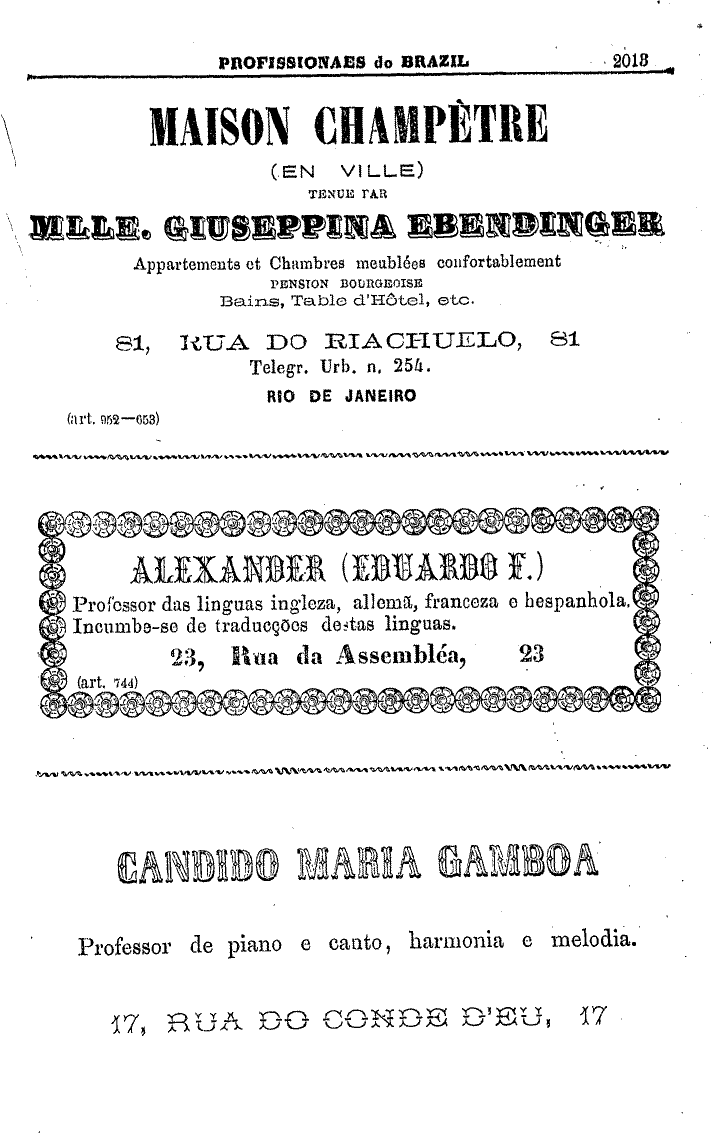 PROFISSIONAES do BRAZIL 2013
MAISON CHAMPÈTRE
(EN VILLE)
TENUE PAR
MLLE. GIUSEPPINA EBENDINGER
Appartements et Chambres meublées confortablement
PENSION BOURGEOISE
Bains, Table d'Hôtel, etc.
81, RUA DO RIACHUELO, 81
Telegr. Urb. n. 254.
RIO DE JANEIRO
(art. 952—653)
ALEXANDER (EDUARDO F.)
Professor das linguas ingleza, allemã, franceza e hespanhola.
Incumbe-se de traducções destas linguas.
23, Rua da Assembléa, 23
(art. 744)
CANDIDO MARIA GAMBOA
Professor de piano e canto, harmonia e melodia.
17, RUA DO CONDE D'EU, 17